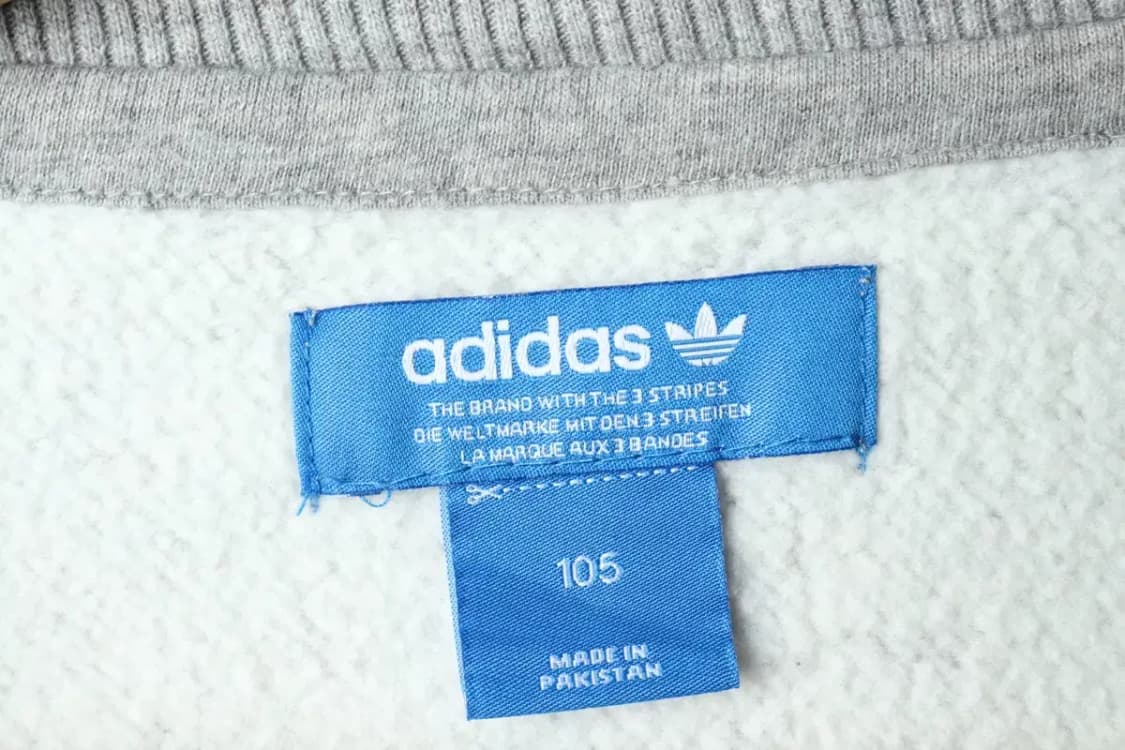 adidas
THE BRAND WITH THE 3 STRIPES
DIE WELTMARKE MIT DEN 3 STREIFEN
LA MARQUE AUX 3 BANDES
105
MADE IN
PAKISTAN